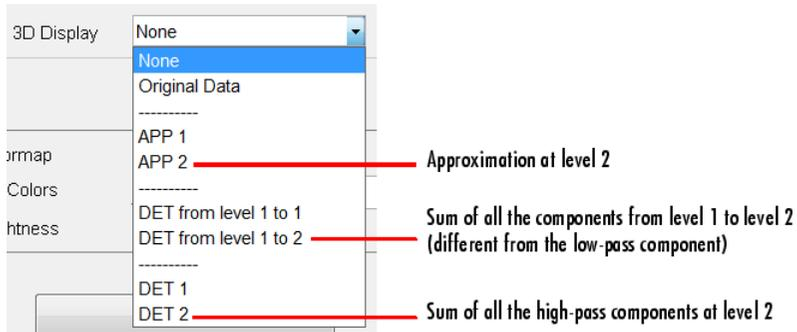 3D Display
None
None
Original Data
----------
APP 1
ormap
APP 2
Approximation at level 2
----------
Colors
DET from level 1 to 1
Sum of all the components from level 1 to level 2
htness
DET from level 1 to 2
(different from the low-pass component)
----------
DET 1
DET 2
Sum of all the high-pass components at level 2